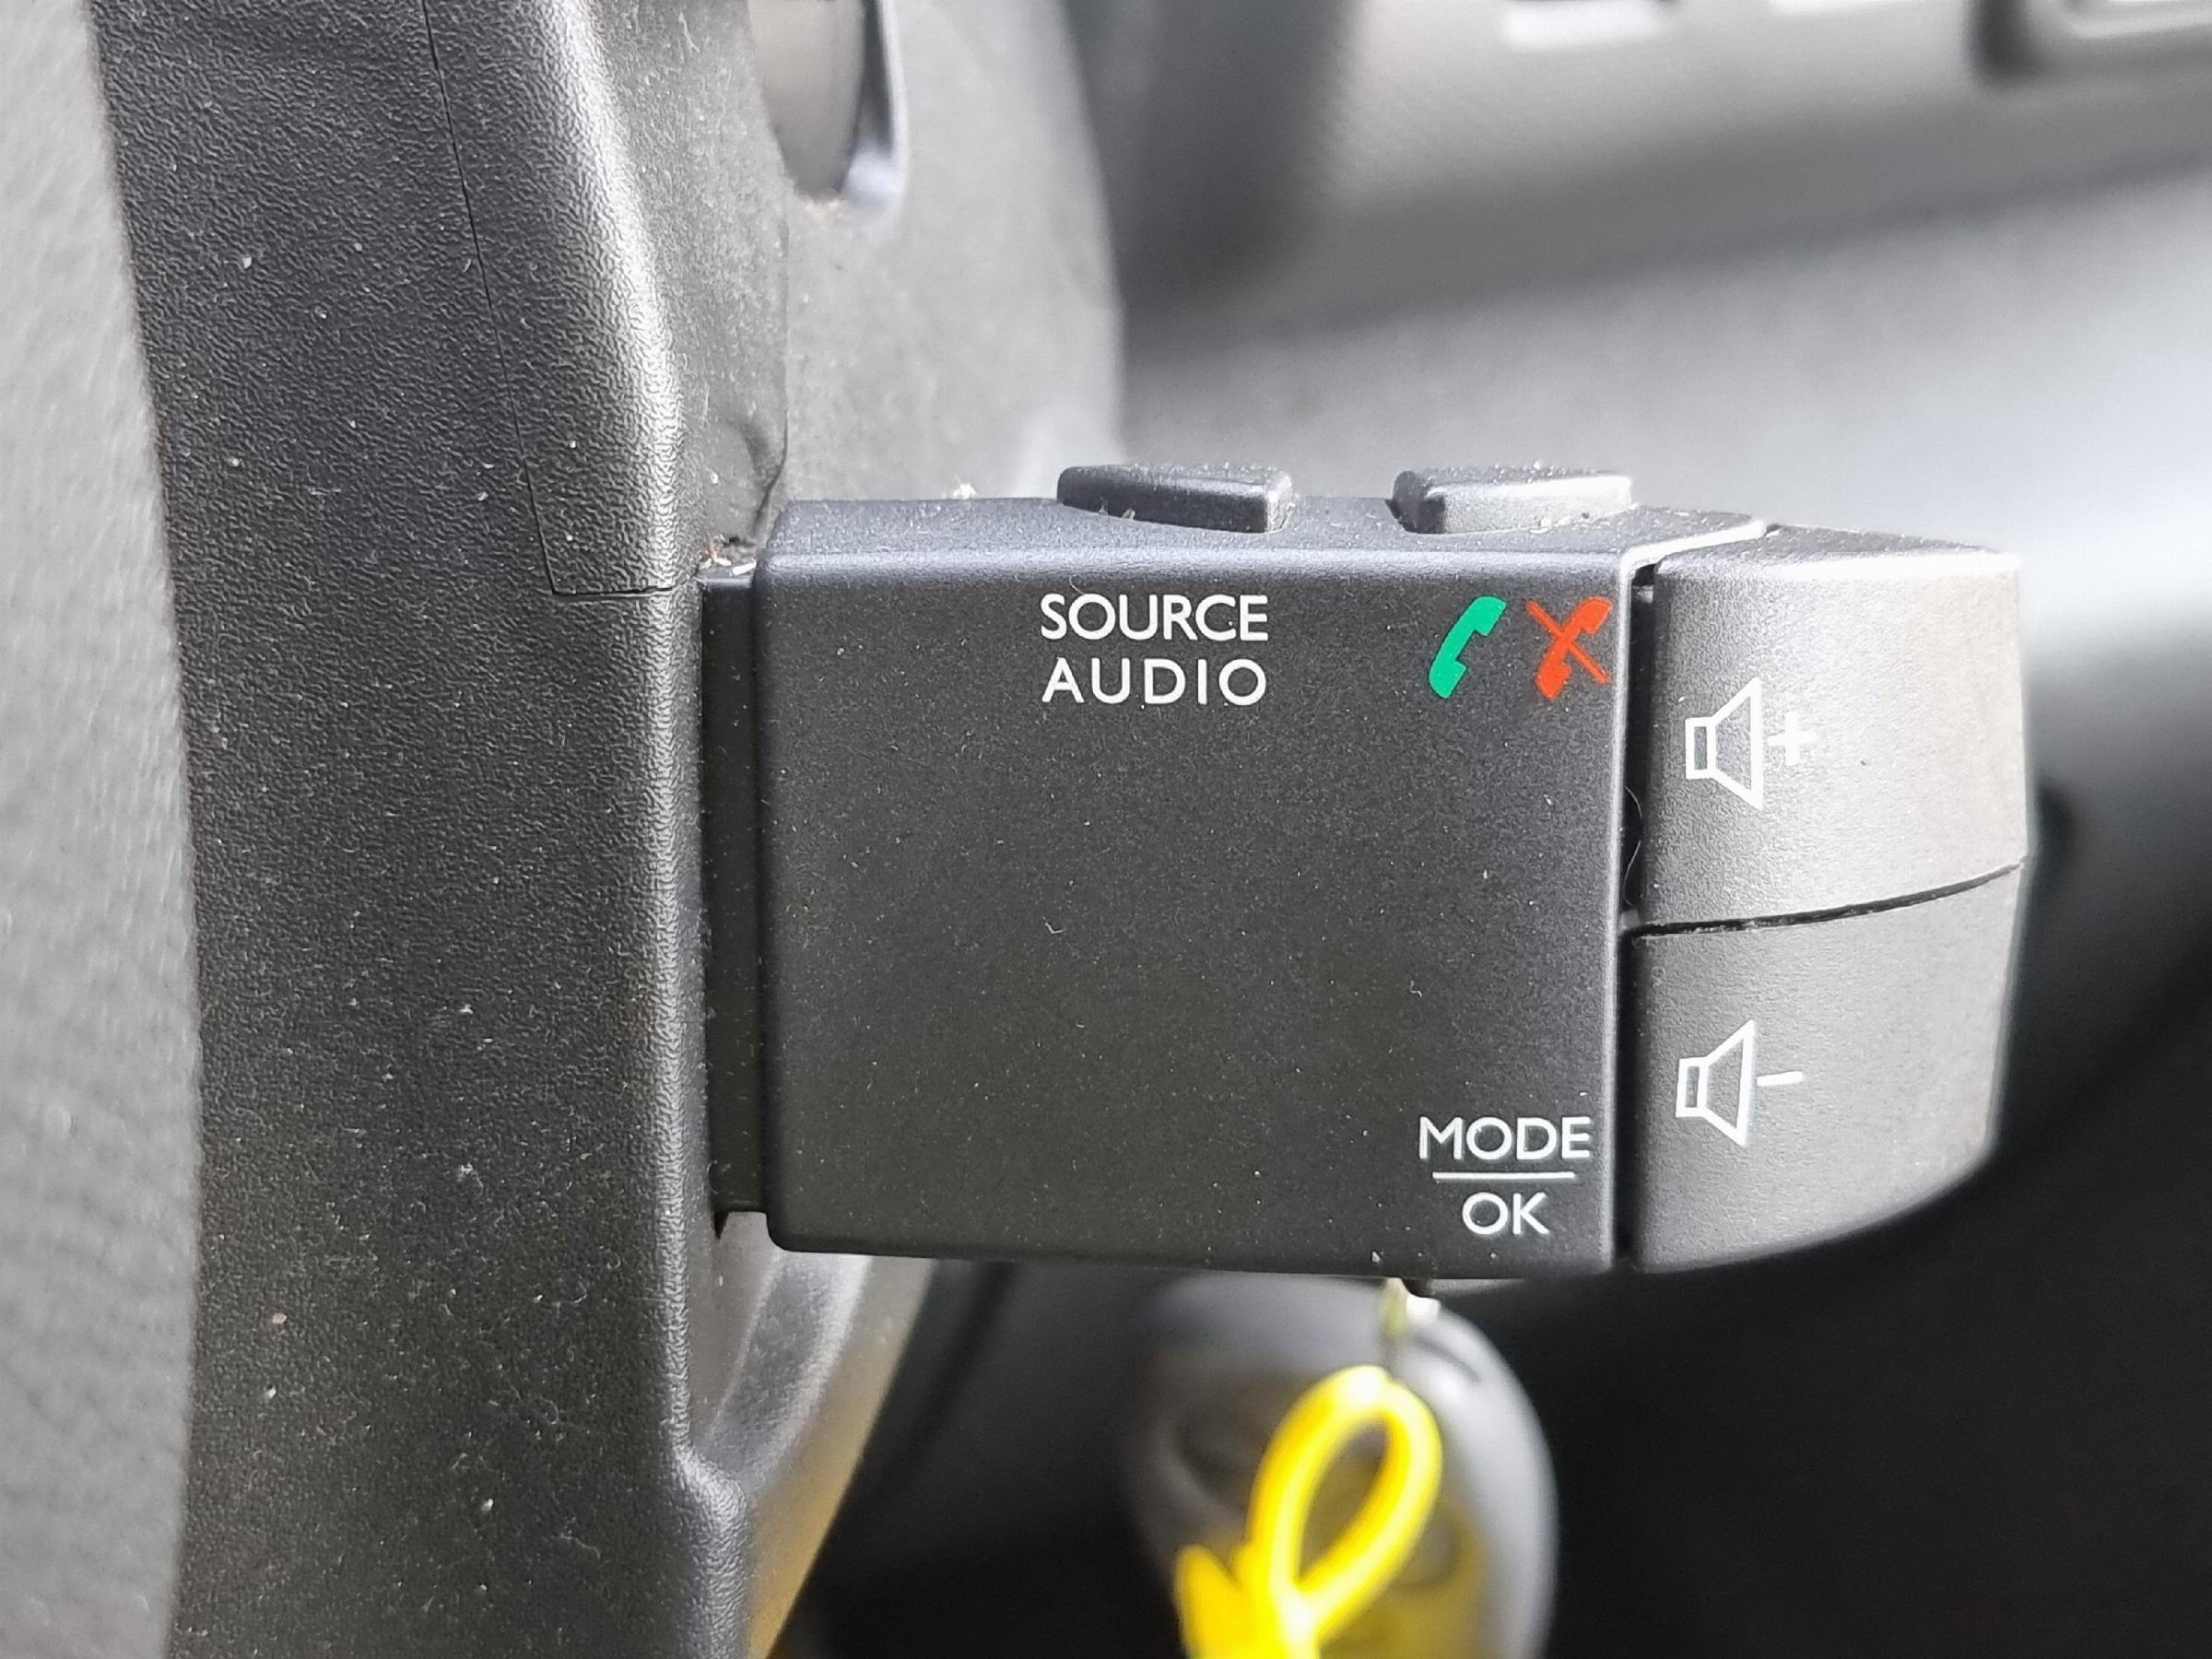 SOURCE
AUDIO
+
-
MODE
OK